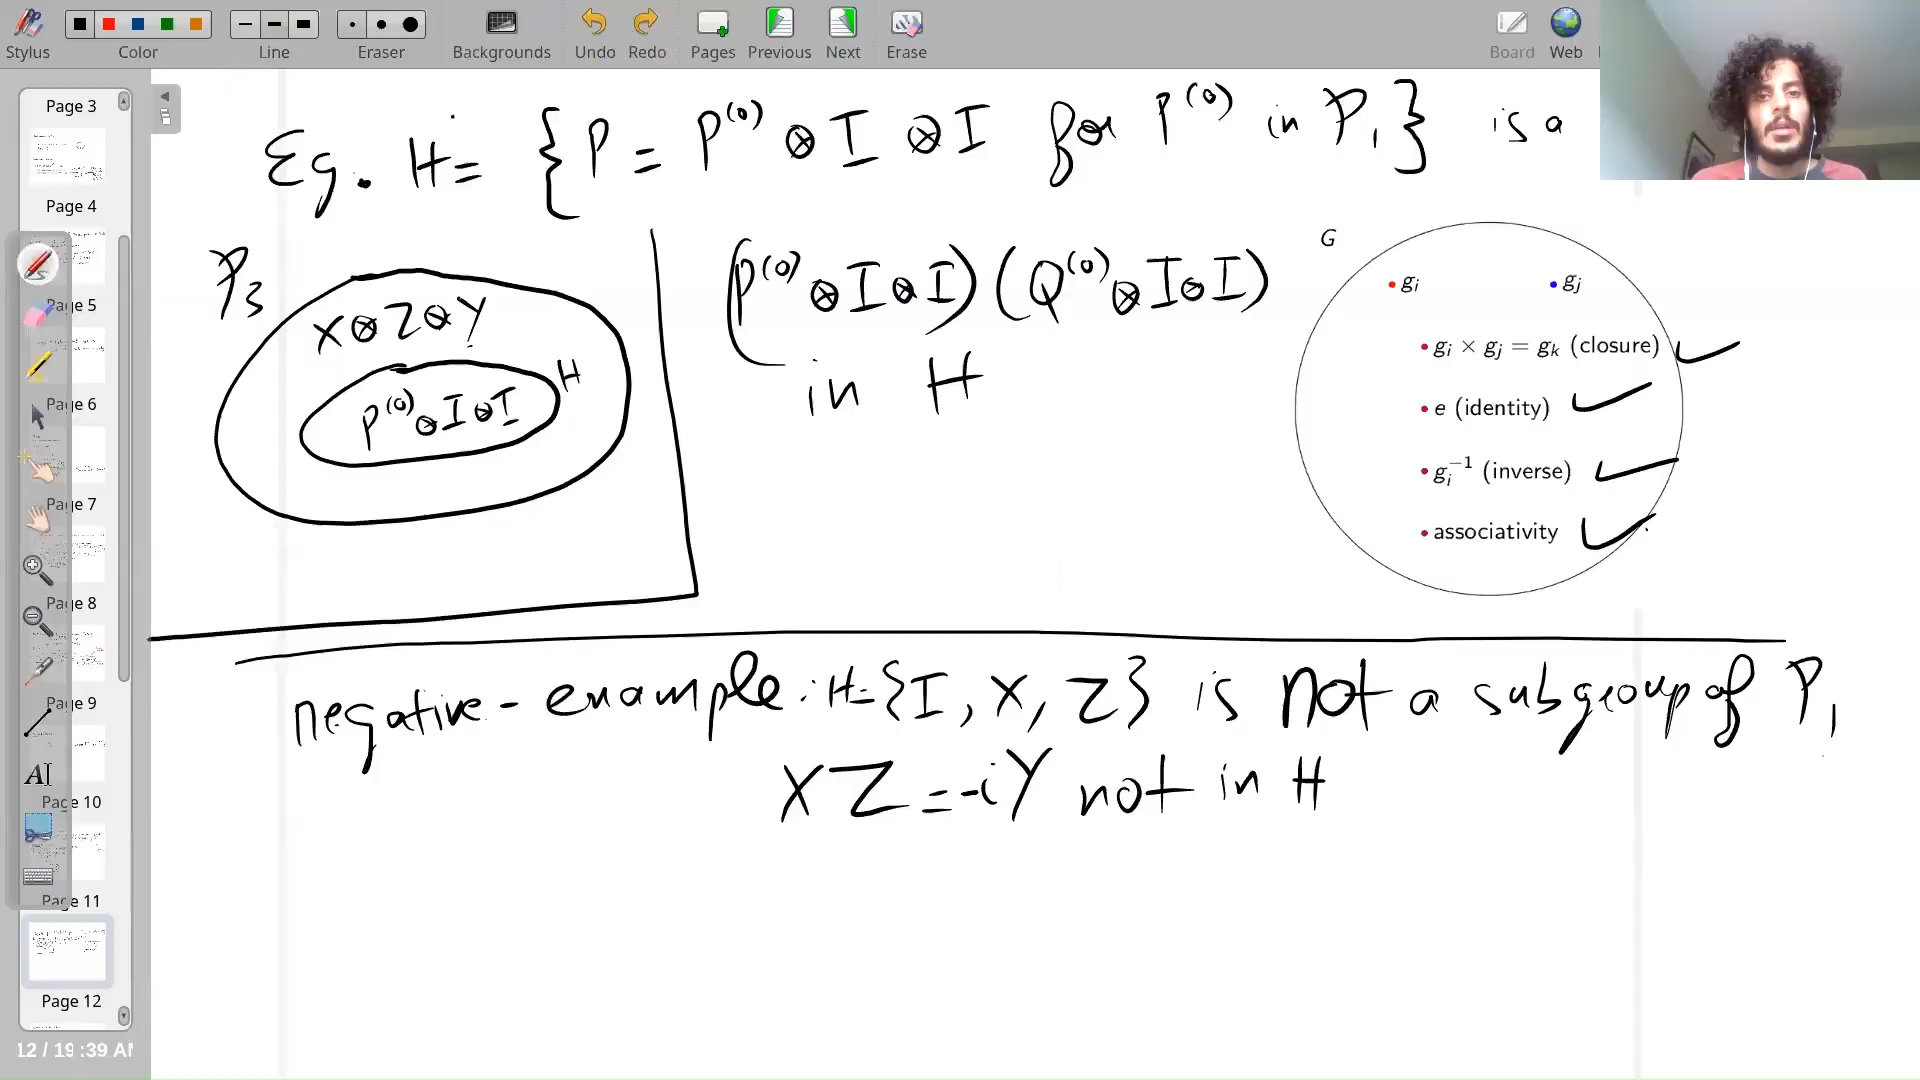 Stylus Color Line Eraser Backgrounds Undo Redo Pages Previous Next Erase Board Web
Page 3
Page 4
Page 5
Page 6
Page 7
Page 8
Page 9
Page 10
Page 11
Page 12
Eg. H = {P = P^(0) ⊗ I ⊗ I for P^(0) in P_1} is a
P_3
X ⊗ Z ⊗ Y
P^(0) ⊗ I ⊗ I H
(P^(0) ⊗ I ⊗ I) (Q^(0) ⊗ I ⊗ I)
in H
G
• g_i • g_j
• g_i × g_j = g_k (closure) ✓
• e (identity) ✓
• g_i^{-1} (inverse) ✓
• associativity ✓
negative - example: H = {I, X, Z} is not a subgroup of P_1
XZ = -iY not in H
12 / 19